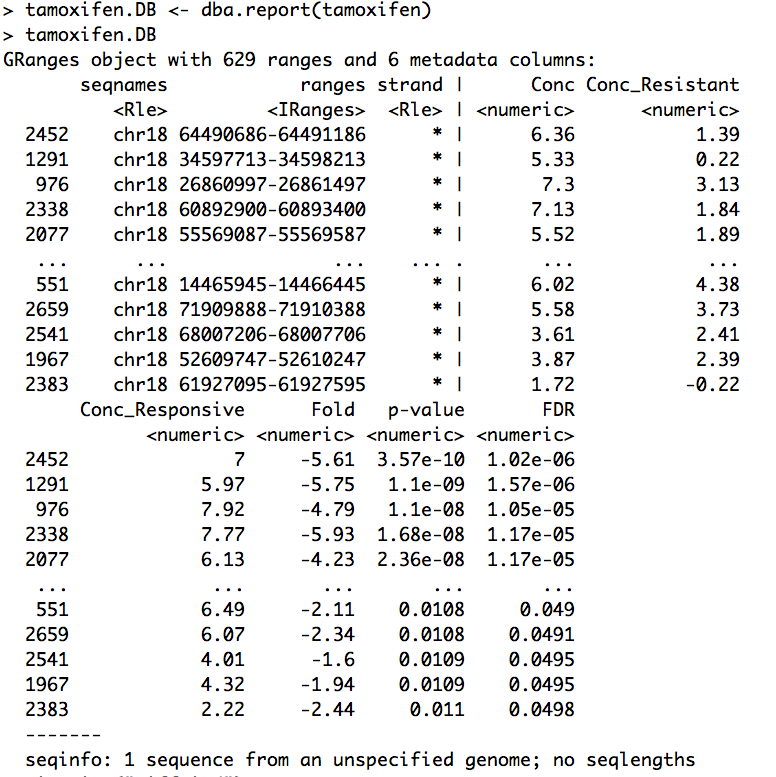 > tamoxifen.DB <- dba.report(tamoxifen)
> tamoxifen.DB
GRanges object with 629 ranges and 6 metadata columns:
       seqnames            ranges strand |      Conc Conc_Resistant
          <Rle>         <IRanges>  <Rle> | <numeric>      <numeric>
  2452    chr18 64490686-64491186      * |      6.36           1.39
  1291    chr18 34597713-34598213      * |      5.33           0.22
   976    chr18 26860997-26861497      * |       7.3           3.13
  2338    chr18 60892900-60893400      * |      7.13           1.84
  2077    chr18 55569087-55569587      * |      5.52           1.89
   ...      ...               ...    ... .       ...            ...
   551    chr18 14465945-14466445      * |      6.02           4.38
  2659    chr18 71909888-71910388      * |      5.58           3.73
  2541    chr18 68007206-68007706      * |      3.61           2.41
  1967    chr18 52609747-52610247      * |      3.87           2.39
  2383    chr18 61927095-61927595      * |      1.72          -0.22
       Conc_Responsive      Fold   p-value       FDR
             <numeric> <numeric> <numeric> <numeric>
  2452               7     -5.61  3.57e-10  1.02e-06
  1291            5.97     -5.75   1.1e-09  1.57e-06
   976            7.92     -4.79   1.1e-08  1.05e-05
  2338            7.77     -5.93  1.68e-08  1.17e-05
  2077            6.13     -4.23  2.36e-08  1.17e-05
   ...             ...       ...       ...       ...
   551            6.49     -2.11    0.0108     0.049
  2659            6.07     -2.34    0.0108    0.0491
  2541            4.01      -1.6    0.0109    0.0495
  1967            4.32     -1.94    0.0109    0.0495
  2383            2.22     -2.44     0.011    0.0498
  -------
  seqinfo: 1 sequence from an unspecified genome; no seqlengths